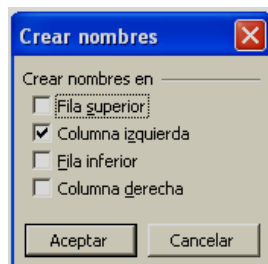 Crear nombres
Crear nombres en
Fila superior
Columna izquierda
Fila inferior
Columna derecha
Aceptar
Cancelar